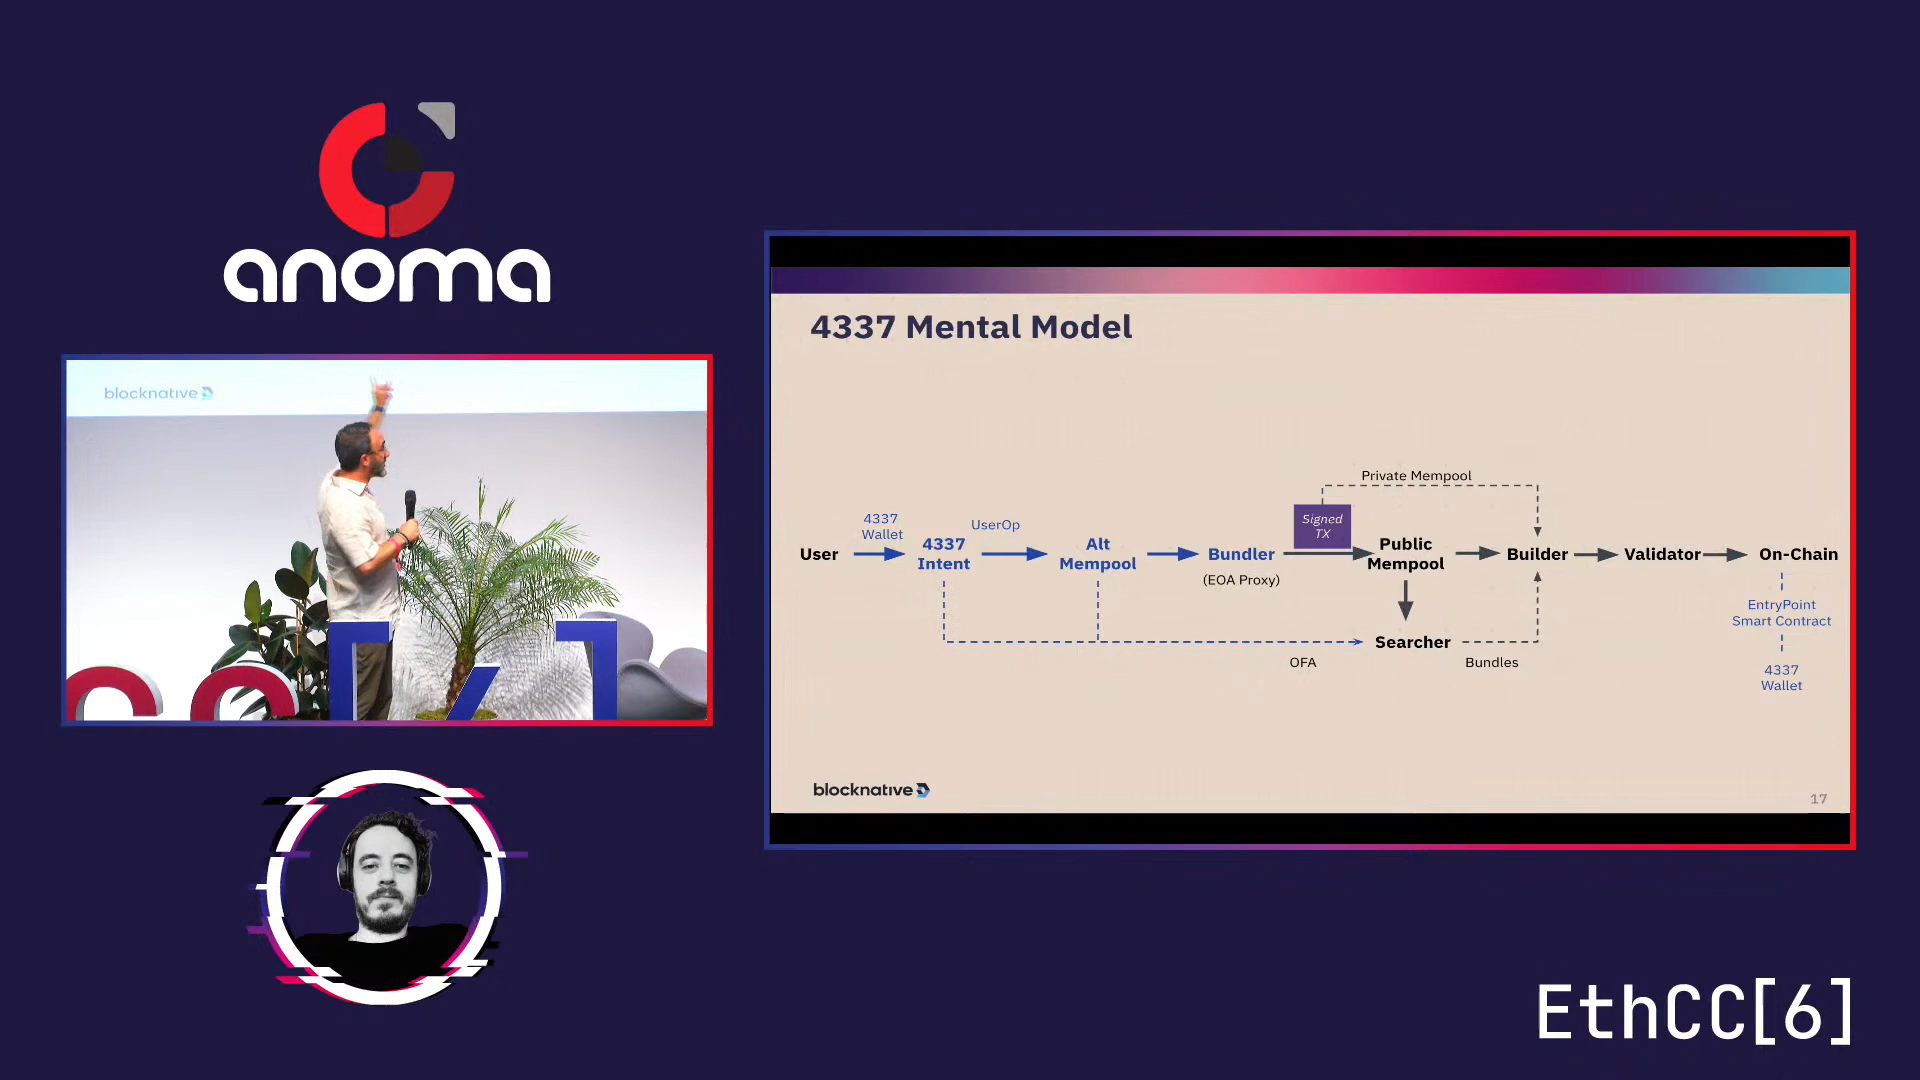 anoma
blocknative
4337 Mental Model
Private Mempool
Signed
TX
4337
Wallet
UserOp
User
4337
Intent
Alt
Mempool
Bundler
(EOA Proxy)
Public
Mempool
Builder
Validator
On-Chain
EntryPoint
Smart Contract
4337
Wallet
Searcher
OFA
Bundles
blocknative
17
EthCC[6]